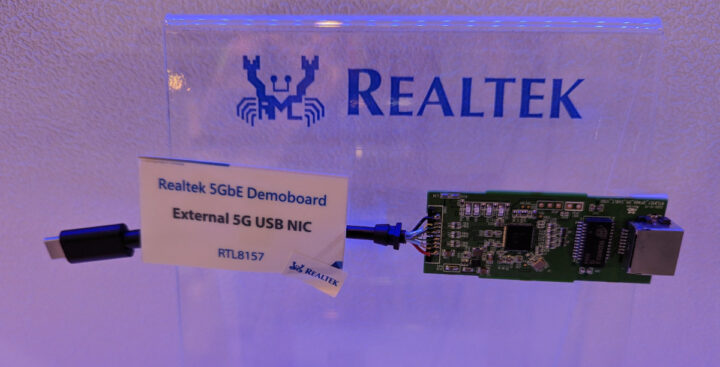 REALTEK
Realtek 5GbE Demoboard
External 5G USB NIC
RTL8157
REALTEK